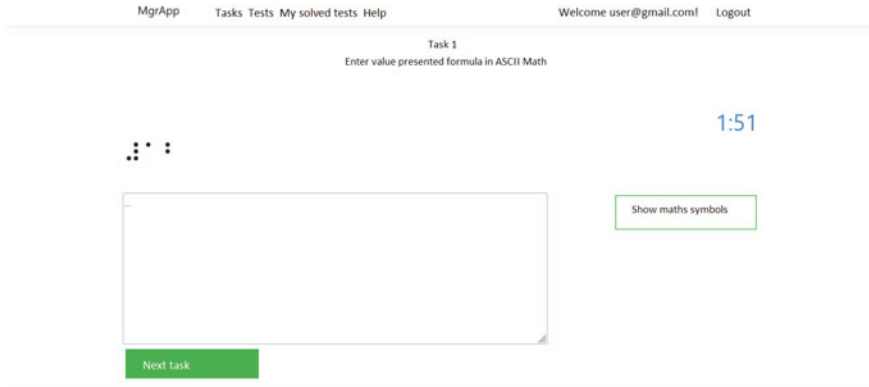 MgrApp Tasks Tests My solved tests Help Welcome user@gmail.com! Logout
Task 1
Enter value presented formula in ASCII Math
1:51
⠼⠁⠃
Show maths symbols
Next task